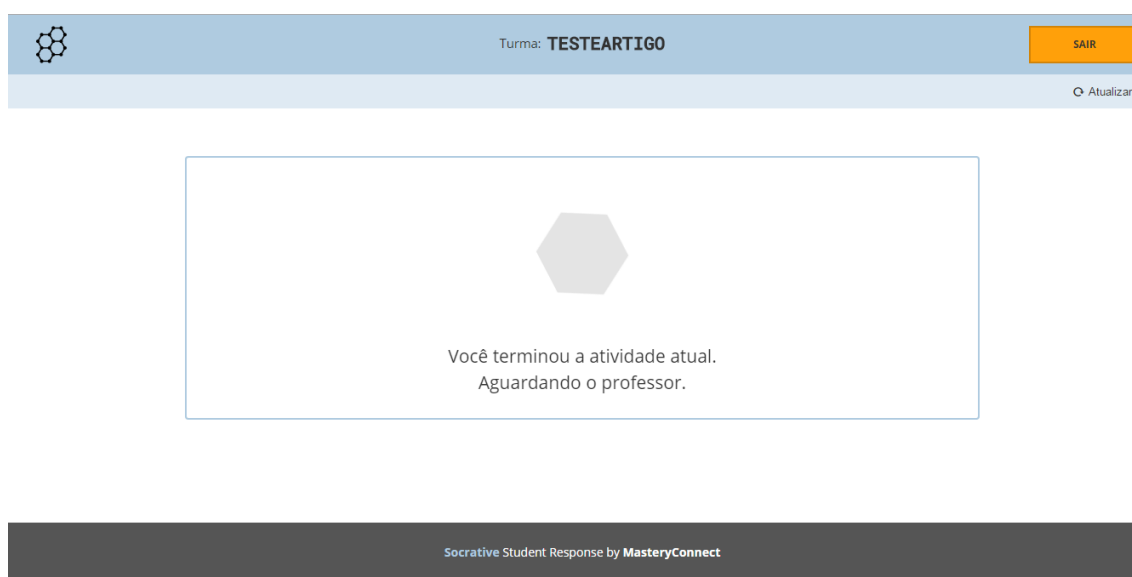 Turma: TESTEARTIGO
SAIR
Atualizar
Você terminou a atividade atual.
Aguardando o professor.
Socrative Student Response by MasteryConnect